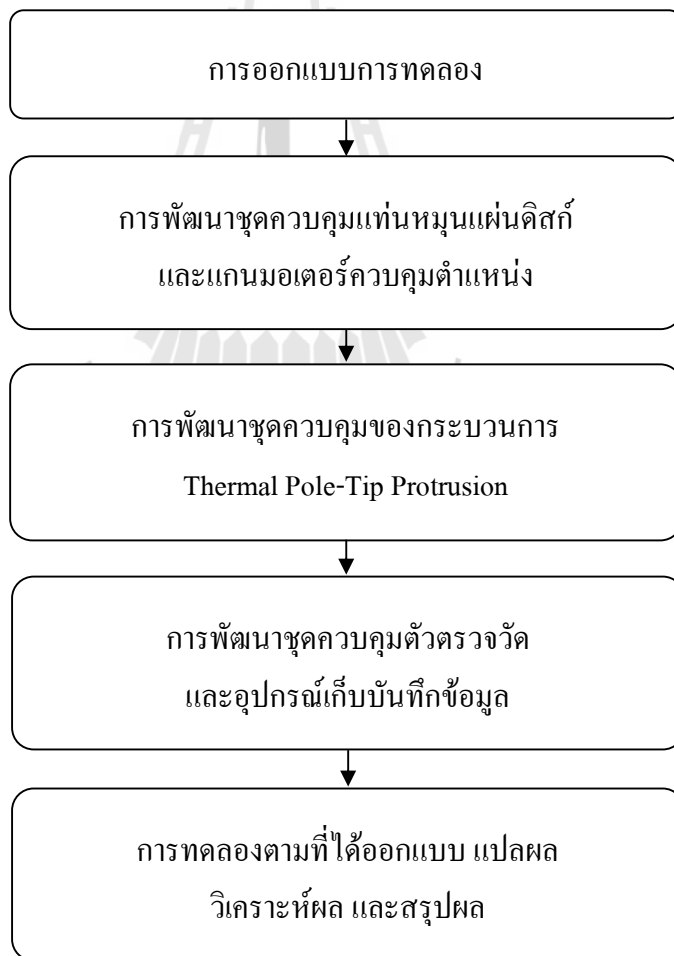 การออกแบบการทดลอง
การพัฒนาชุดควบคุมแท่นหมุนแผ่นดิสก์
และแกนมอเตอร์ควบคุมตำแหน่ง
การพัฒนาชุดควบคุมของกระบวนการ
Thermal Pole-Tip Protrusion
การพัฒนาชุดควบคุมตัวตรวจวัด
และอุปกรณ์เก็บบันทึกข้อมูล
การทดลองตามที่ได้ออกแบบ แปลผล
วิเคราะห์ผล และสรุปผล